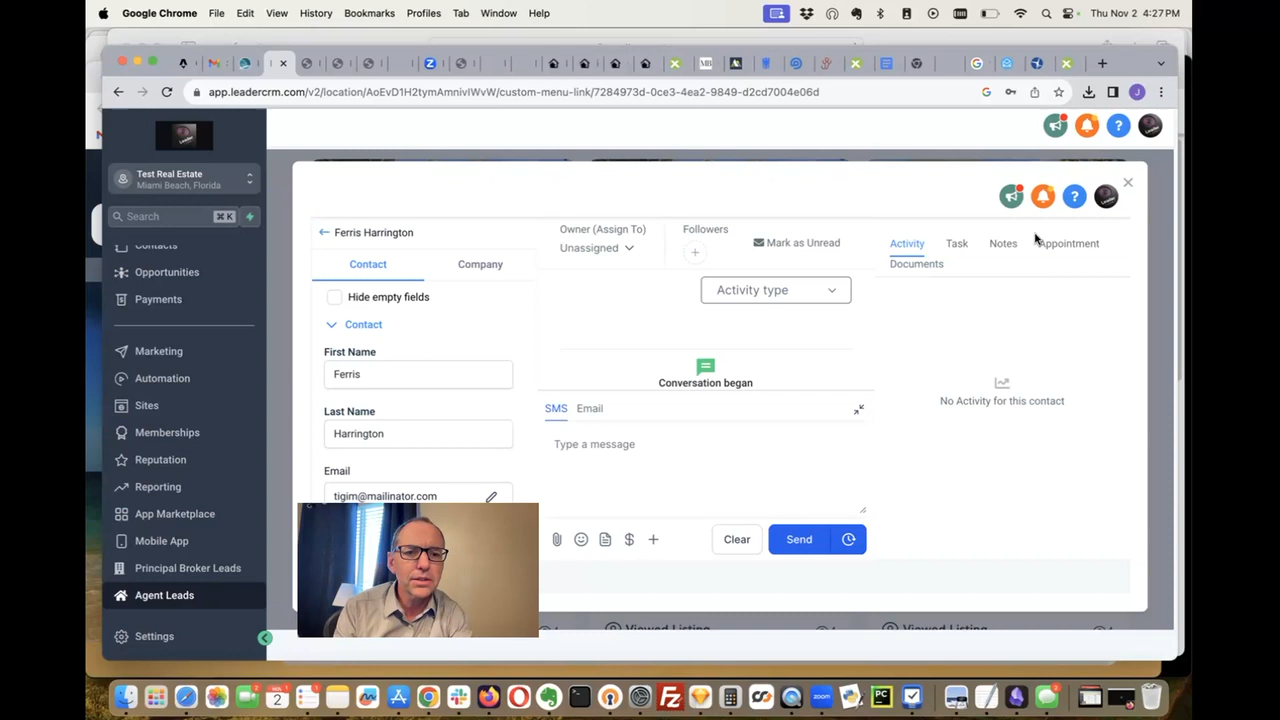 Google Chrome File Edit View History Bookmarks Profiles Tab Window Help Thu Nov 2 4:27 PM
app.leadercrm.com/v2/location/AoEvD1H2tymAmnivIWvW/custom-menu-link/7284973d-0ce3-4ea2-9849-d2cd7004e06d
Test Real Estate
Miami Beach, Florida
Search ⌘ K
Contacts
Opportunities
Payments
Marketing
Automation
Sites
Memberships
Reputation
Reporting
App Marketplace
Mobile App
Principal Broker Leads
Agent Leads
Settings
Ferris Harrington
Contact Company
Hide empty fields
Contact
First Name
Ferris
Last Name
Harrington
Email
tigim@mailinator.com
Owner (Assign To)
Unassigned
Followers
Mark as Unread
Activity type
Conversation began
SMS Email
Type a message
Clear Send
Activity Task Notes Appointment
Documents
No Activity for this contact
Viewed Listing Viewed Listing